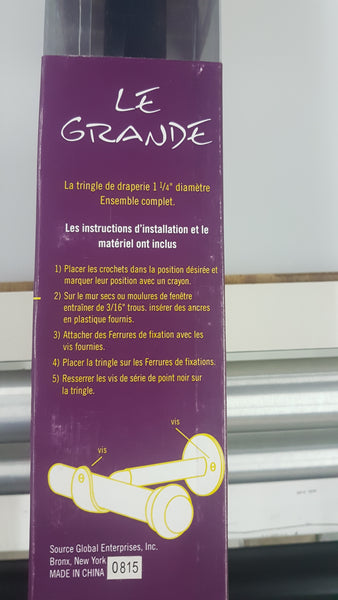 LE
GRANDE
La tringle de draperie 1 1/4" diamètre
Ensemble complet.
Les instructions d'installation et le
matériel ont inclus
1) Placer les crochets dans la position désirée et
marquer leur position avec un crayon.
2) Sur le mur secs ou moulures de fenêtre
entraîner de 3/16" trous. insérer des ancres
en plastique fournis.
3) Attacher des Ferrures de fixation avec les
vis fournies.
4) Placer la tringle sur les Ferrures de fixations.
5) Resserrer les vis de série de point noir sur
la tringle.
vis
vis
Source Global Enterprises, Inc.
Bronx, New York
MADE IN CHINA 0815